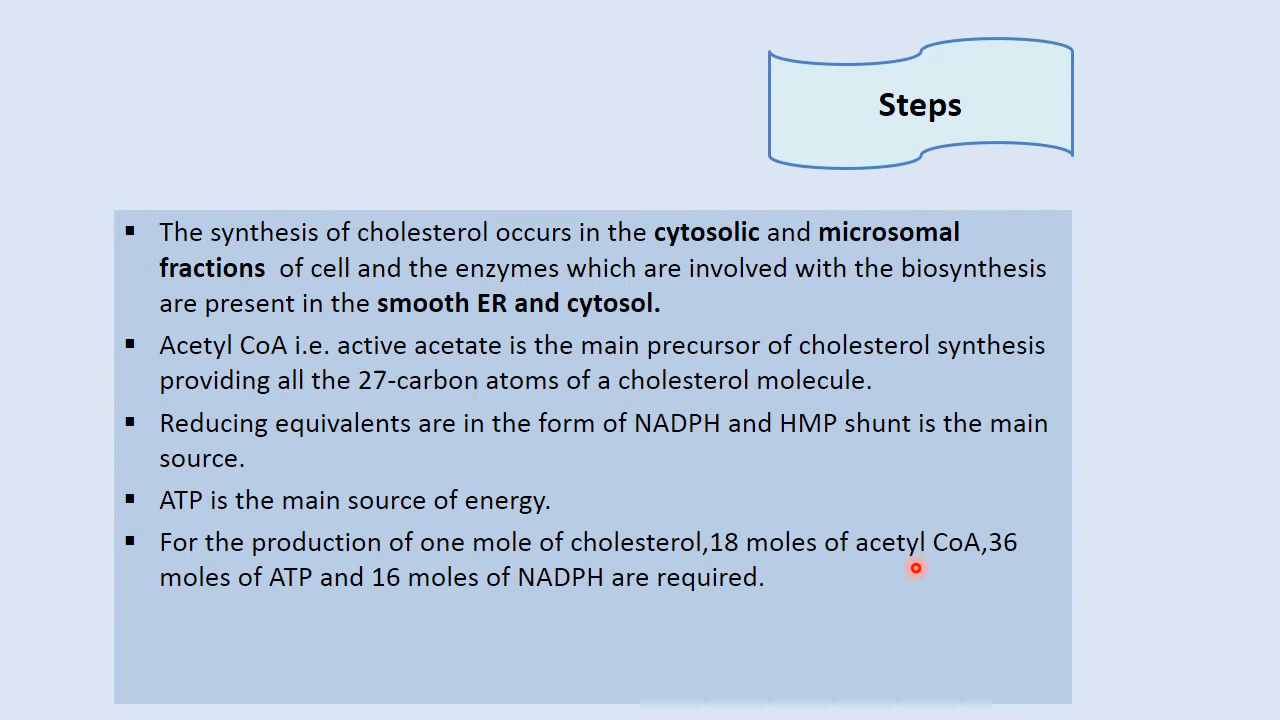 Steps
▪ The synthesis of cholesterol occurs in the cytosolic and microsomal
fractions of cell and the enzymes which are involved with the biosynthesis
are present in the smooth ER and cytosol.
▪ Acetyl CoA i.e. active acetate is the main precursor of cholesterol synthesis
providing all the 27-carbon atoms of a cholesterol molecule.
▪ Reducing equivalents are in the form of NADPH and HMP shunt is the main
source.
▪ ATP is the main source of energy.
▪ For the production of one mole of cholesterol,18 moles of acetyl CoA,36
moles of ATP and 16 moles of NADPH are required.